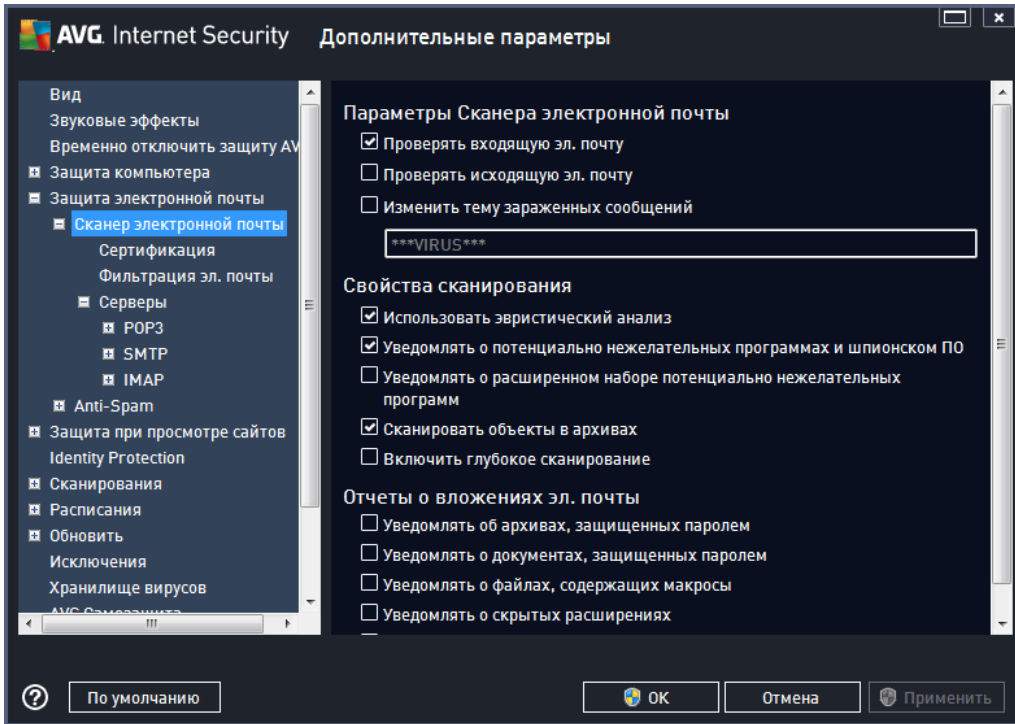 AVG. Internet Security
Дополнительные параметры
Вид
Звуковые эффекты
Временно отключить защиту AV
Защита компьютера
Защита электронной почты
Сканер электронной почты
Сертификация
Фильтрация эл. почты
Серверы
POP3
SMTP
IMAP
Anti-Spam
Защита при просмотре сайтов
Identity Protection
Сканирования
Расписания
Обновить
Исключения
Хранилище вирусов
AVG Самозащита
Параметры Сканера электронной почты
Проверять входящую эл. почту
Проверять исходящую эл. почту
Изменить тему зараженных сообщений
***VIRUS***
Свойства сканирования
Использовать эвристический анализ
Уведомлять о потенциально нежелательных программах и шпионском ПО
Уведомлять о расширенном наборе потенциально нежелательных
программ
Сканировать объекты в архивах
Включить глубокое сканирование
Отчеты о вложениях эл. почты
Уведомлять об архивах, защищенных паролем
Уведомлять о документах, защищенных паролем
Уведомлять о файлах, содержащих макросы
Уведомлять о скрытых расширениях
По умолчанию
OK
Отмена
Применить